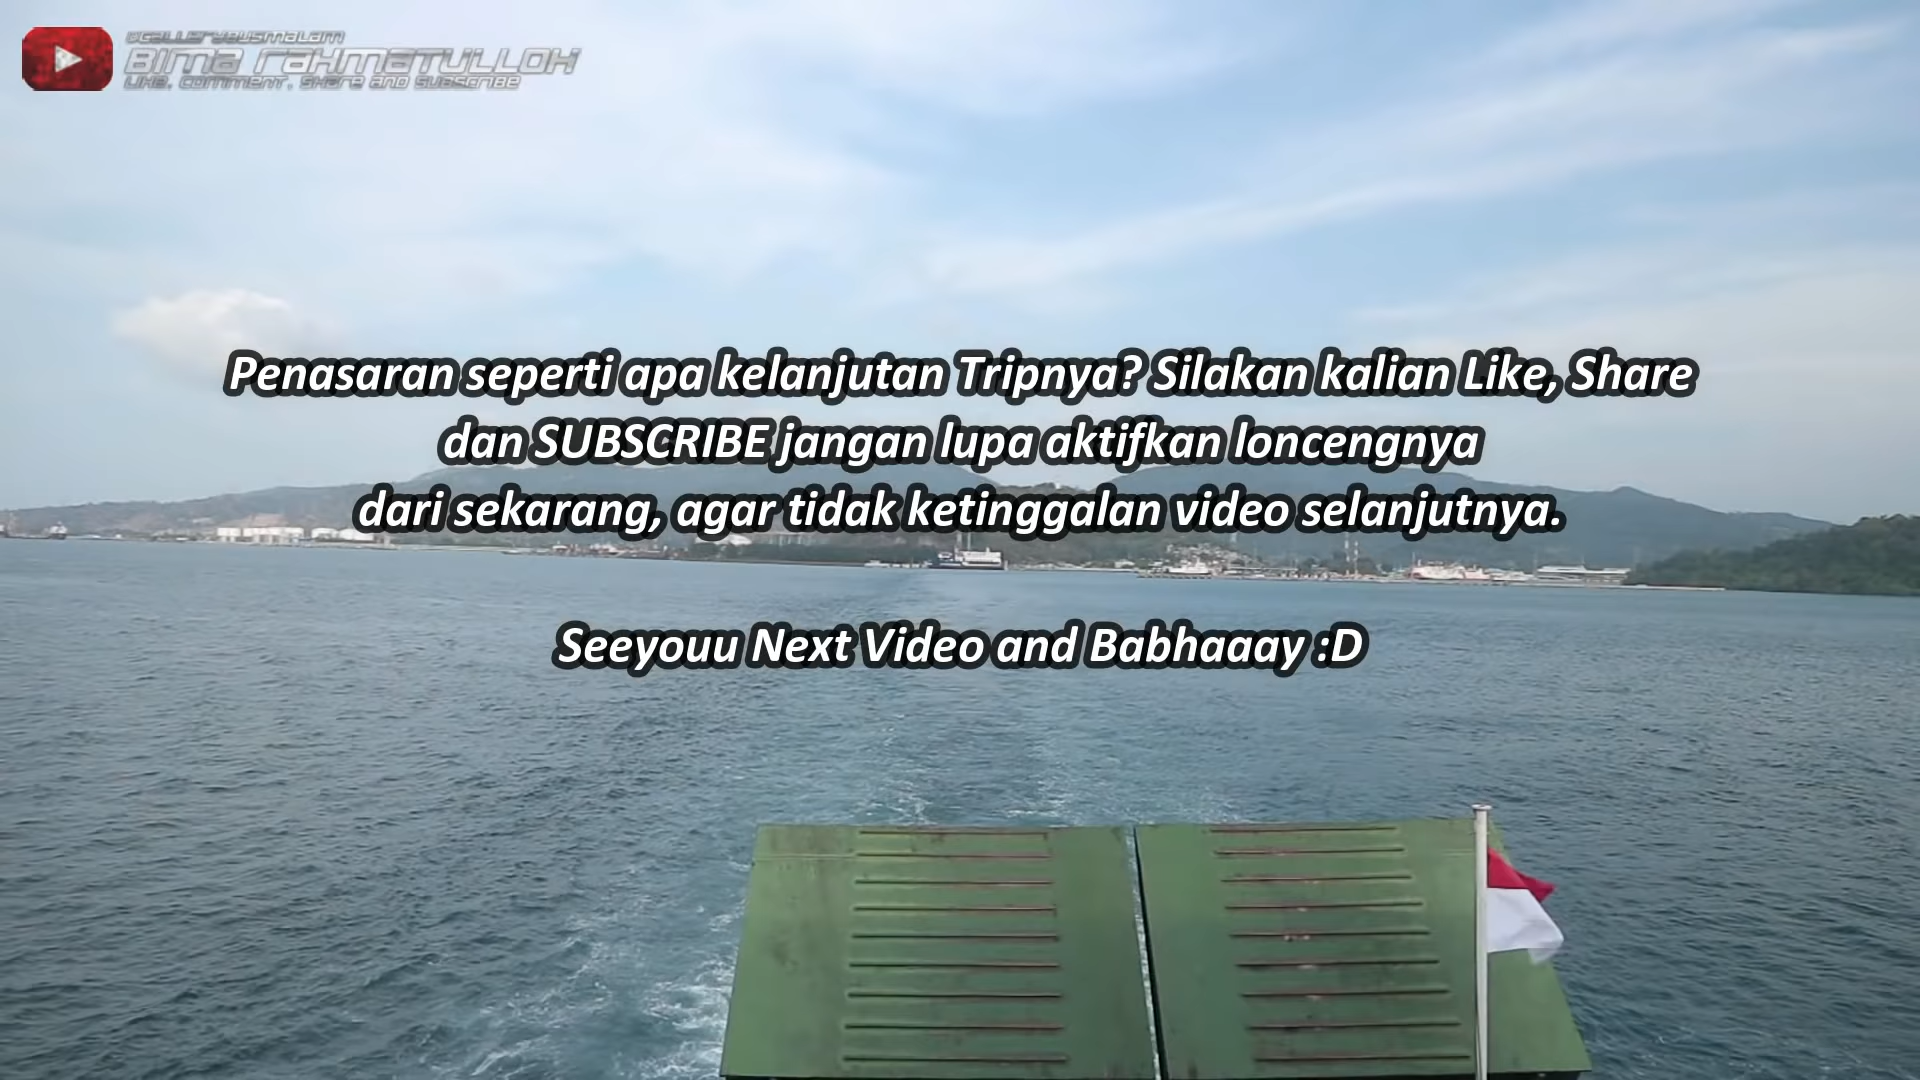 @GALLERYBUSMALAM
BIMA RAHMATULLOH
LIKE, COMMENT, SHARE AND SUBSCRIBE
Penasaran seperti apa kelanjutan Tripnya? Silakan kalian Like, Share
dan SUBSCRIBE jangan lupa aktifkan loncengnya
dari sekarang, agar tidak ketinggalan video selanjutnya.
Seeyouu Next Video and Babhaaay :D